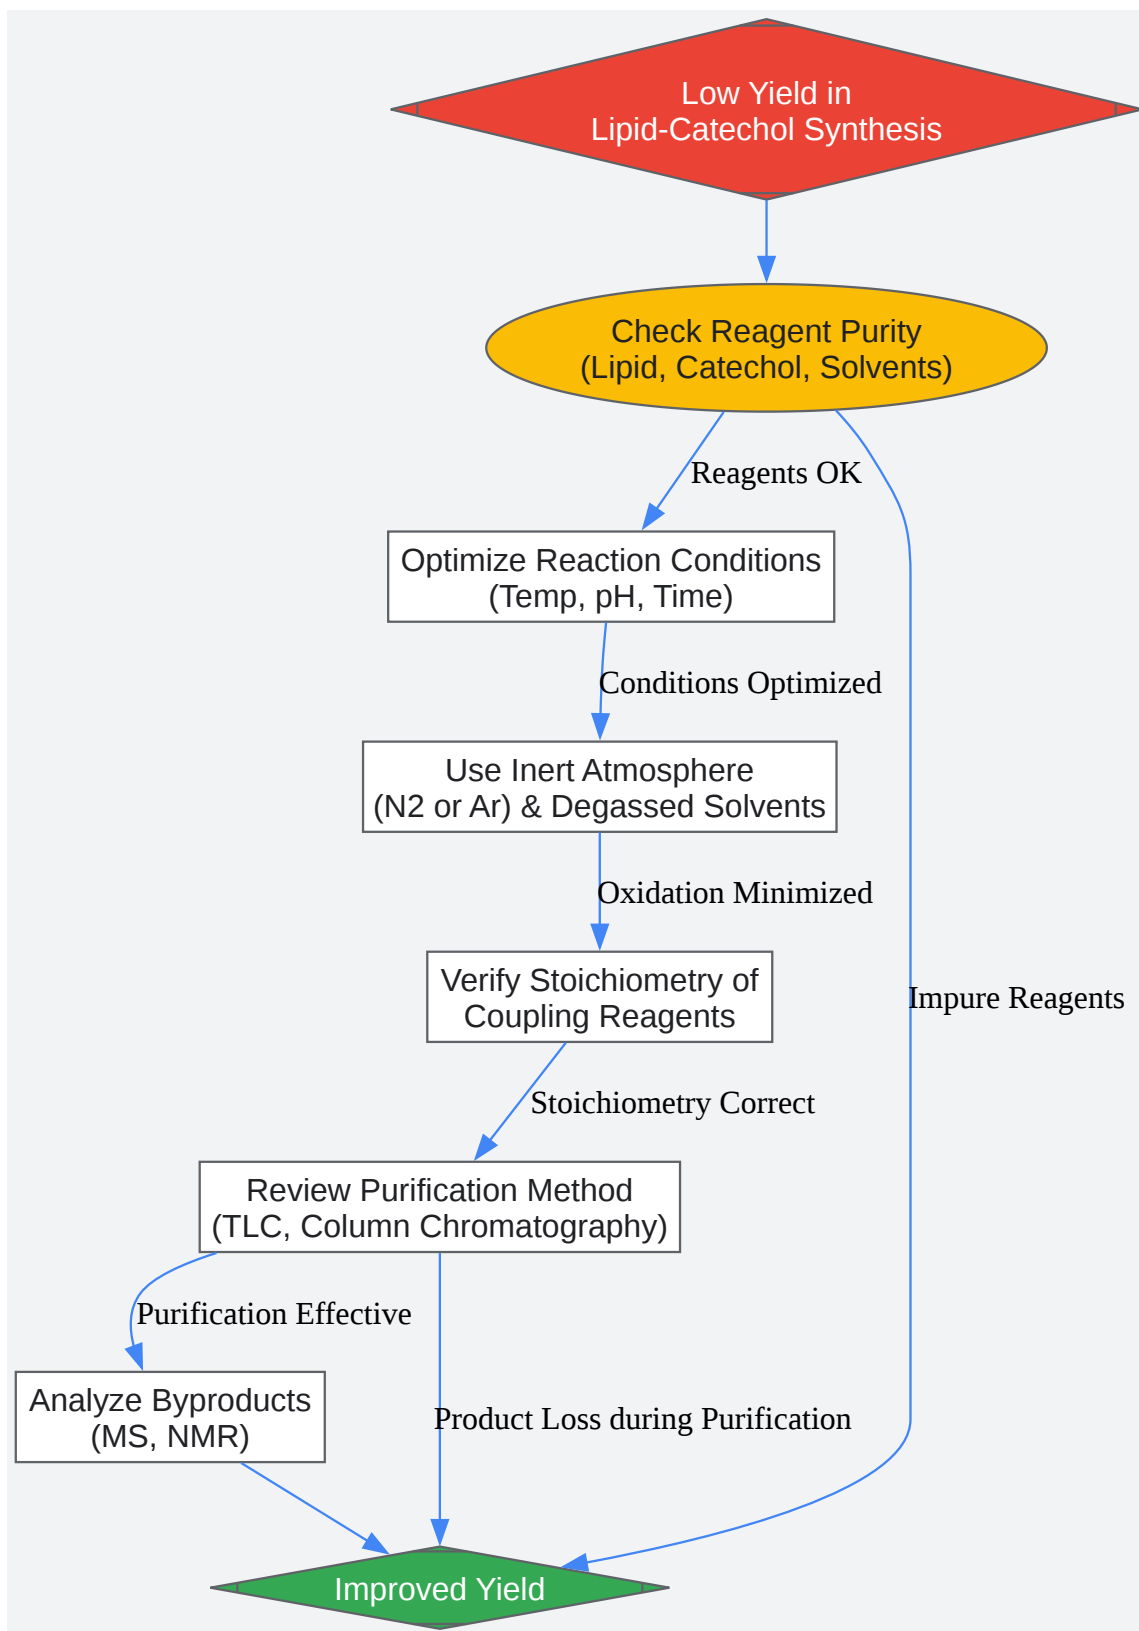 Low Yield in
Lipid-Catechol Synthesis
Check Reagent Purity
(Lipid, Catechol, Solvents)
Reagents OK
Optimize Reaction Conditions
(Temp, pH, Time)
Conditions Optimized
Use Inert Atmosphere
(N2 or Ar) & Degassed Solvents
Oxidation Minimized
Verify Stoichiometry of
Coupling Reagents
Impure Reagents
Stoichiometry Correct
Review Purification Method
(TLC, Column Chromatography)
Purification Effective
Analyze Byproducts
(MS, NMR)
Product Loss during Purification
Improved Yield